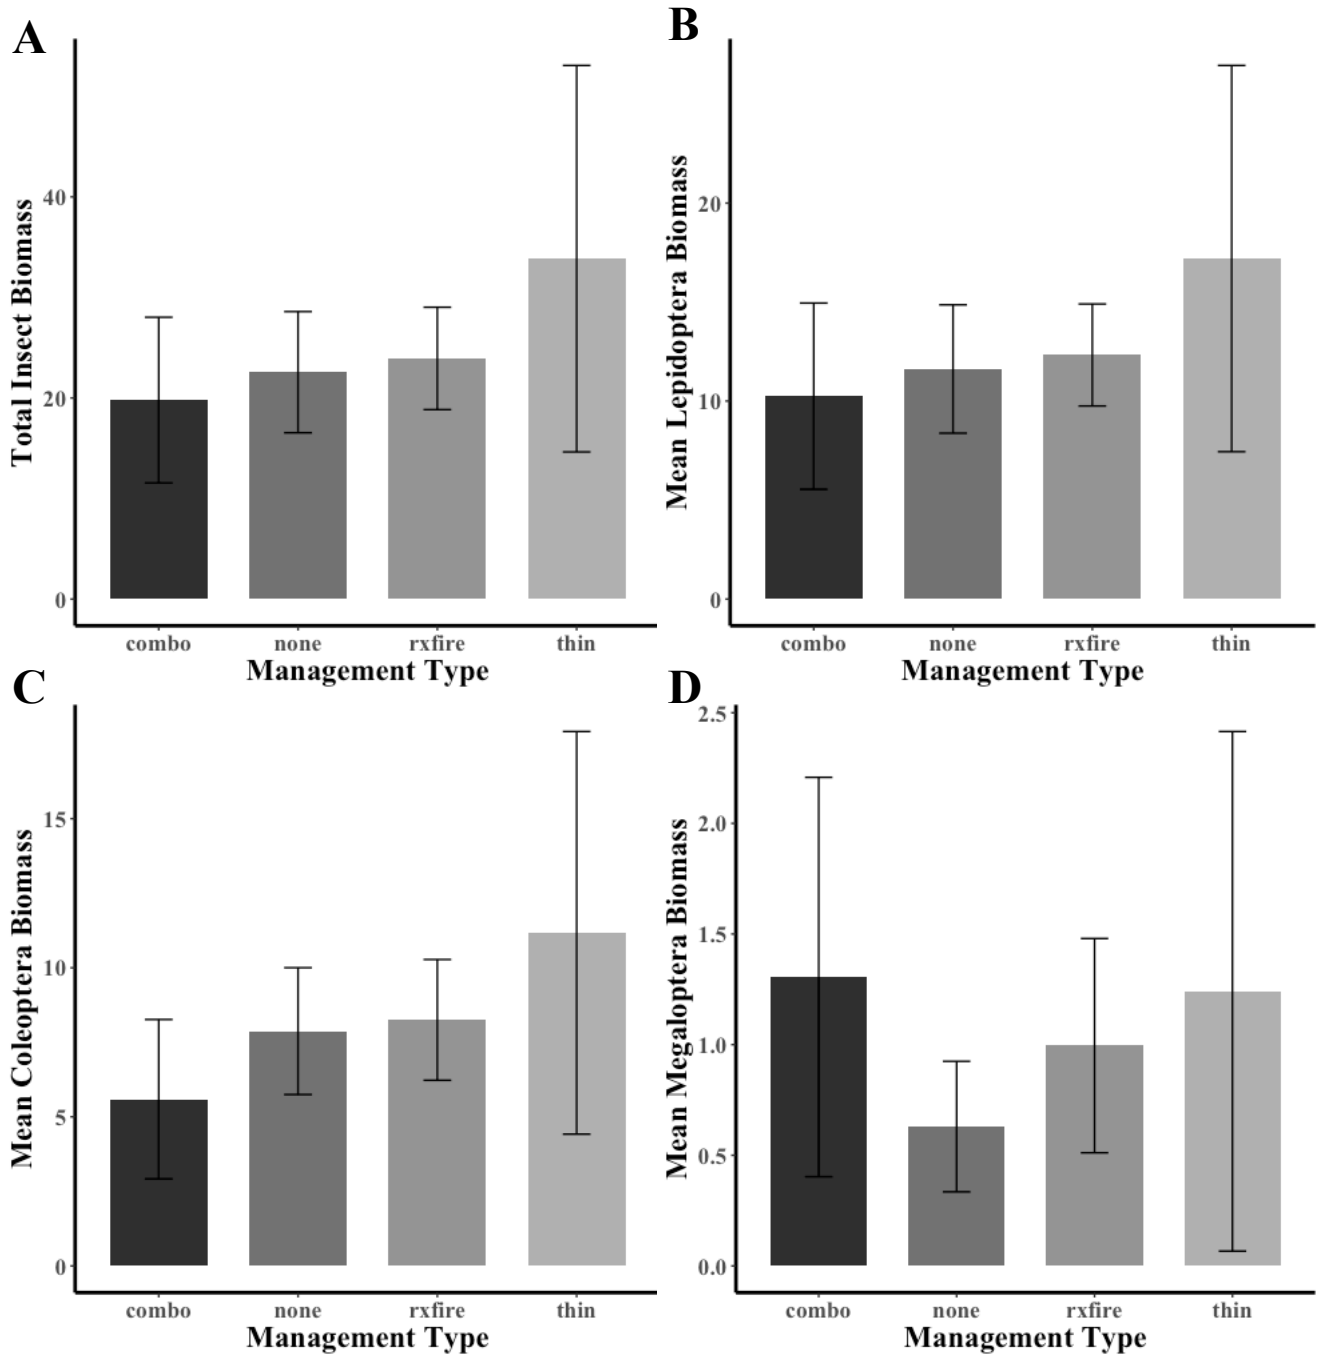 A
Total Insect Biomass
40
20
0
combo none rxfire thin
Management Type
B
Mean Lepidoptera Biomass
20
10
0
combo none rxfire thin
Management Type
C
Mean Coleoptera Biomass
15
10
5
0
combo none rxfire thin
Management Type
D
Mean Megaloptera Biomass
2.5
2.0
1.5
1.0
0.5
0.0
combo none rxfire thin
Management Type